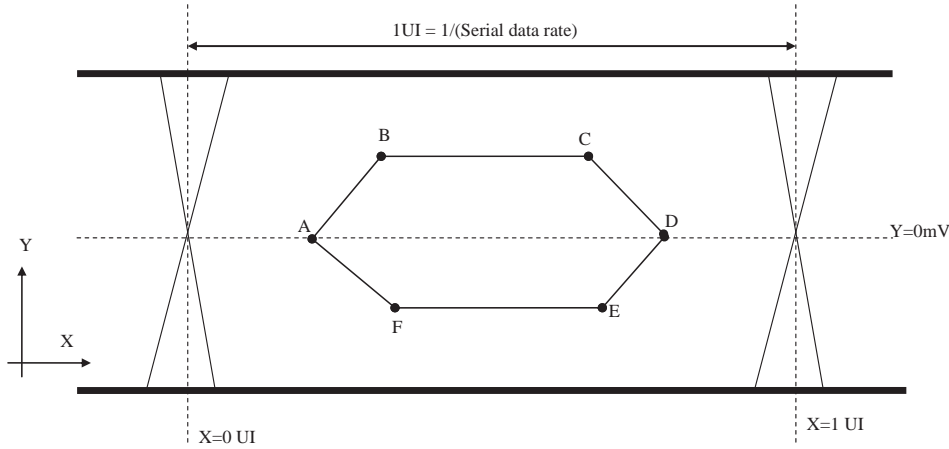 1UI = 1/(Serial data rate)
B
C
A
D
Y=0mV
Y
F
E
X
X=0 UI
X=1 UI